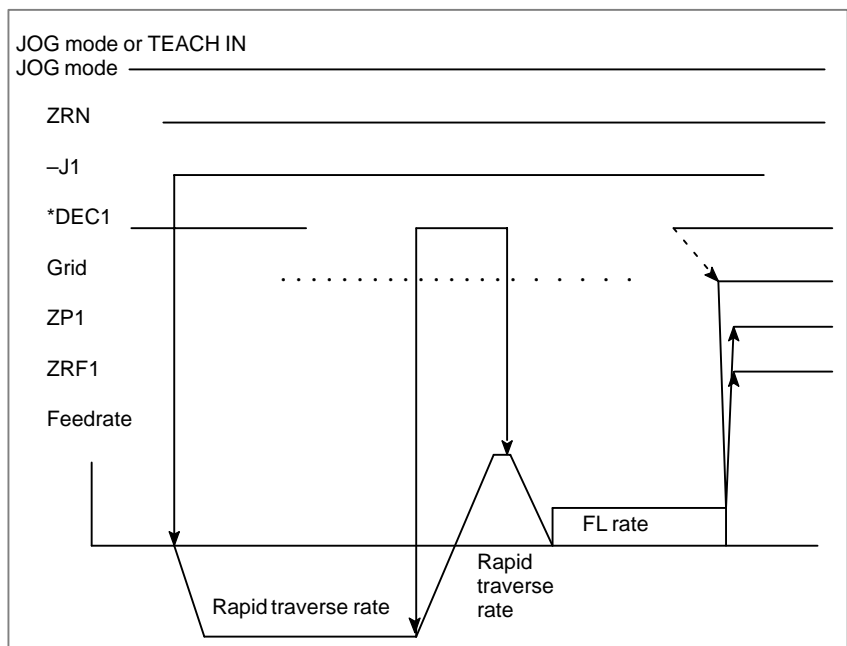 JOG mode or TEACH IN
JOG mode
ZRN
–J1
*DEC1
Grid
ZP1
ZRF1
Feedrate
FL rate
Rapid
traverse
rate
Rapid traverse rate